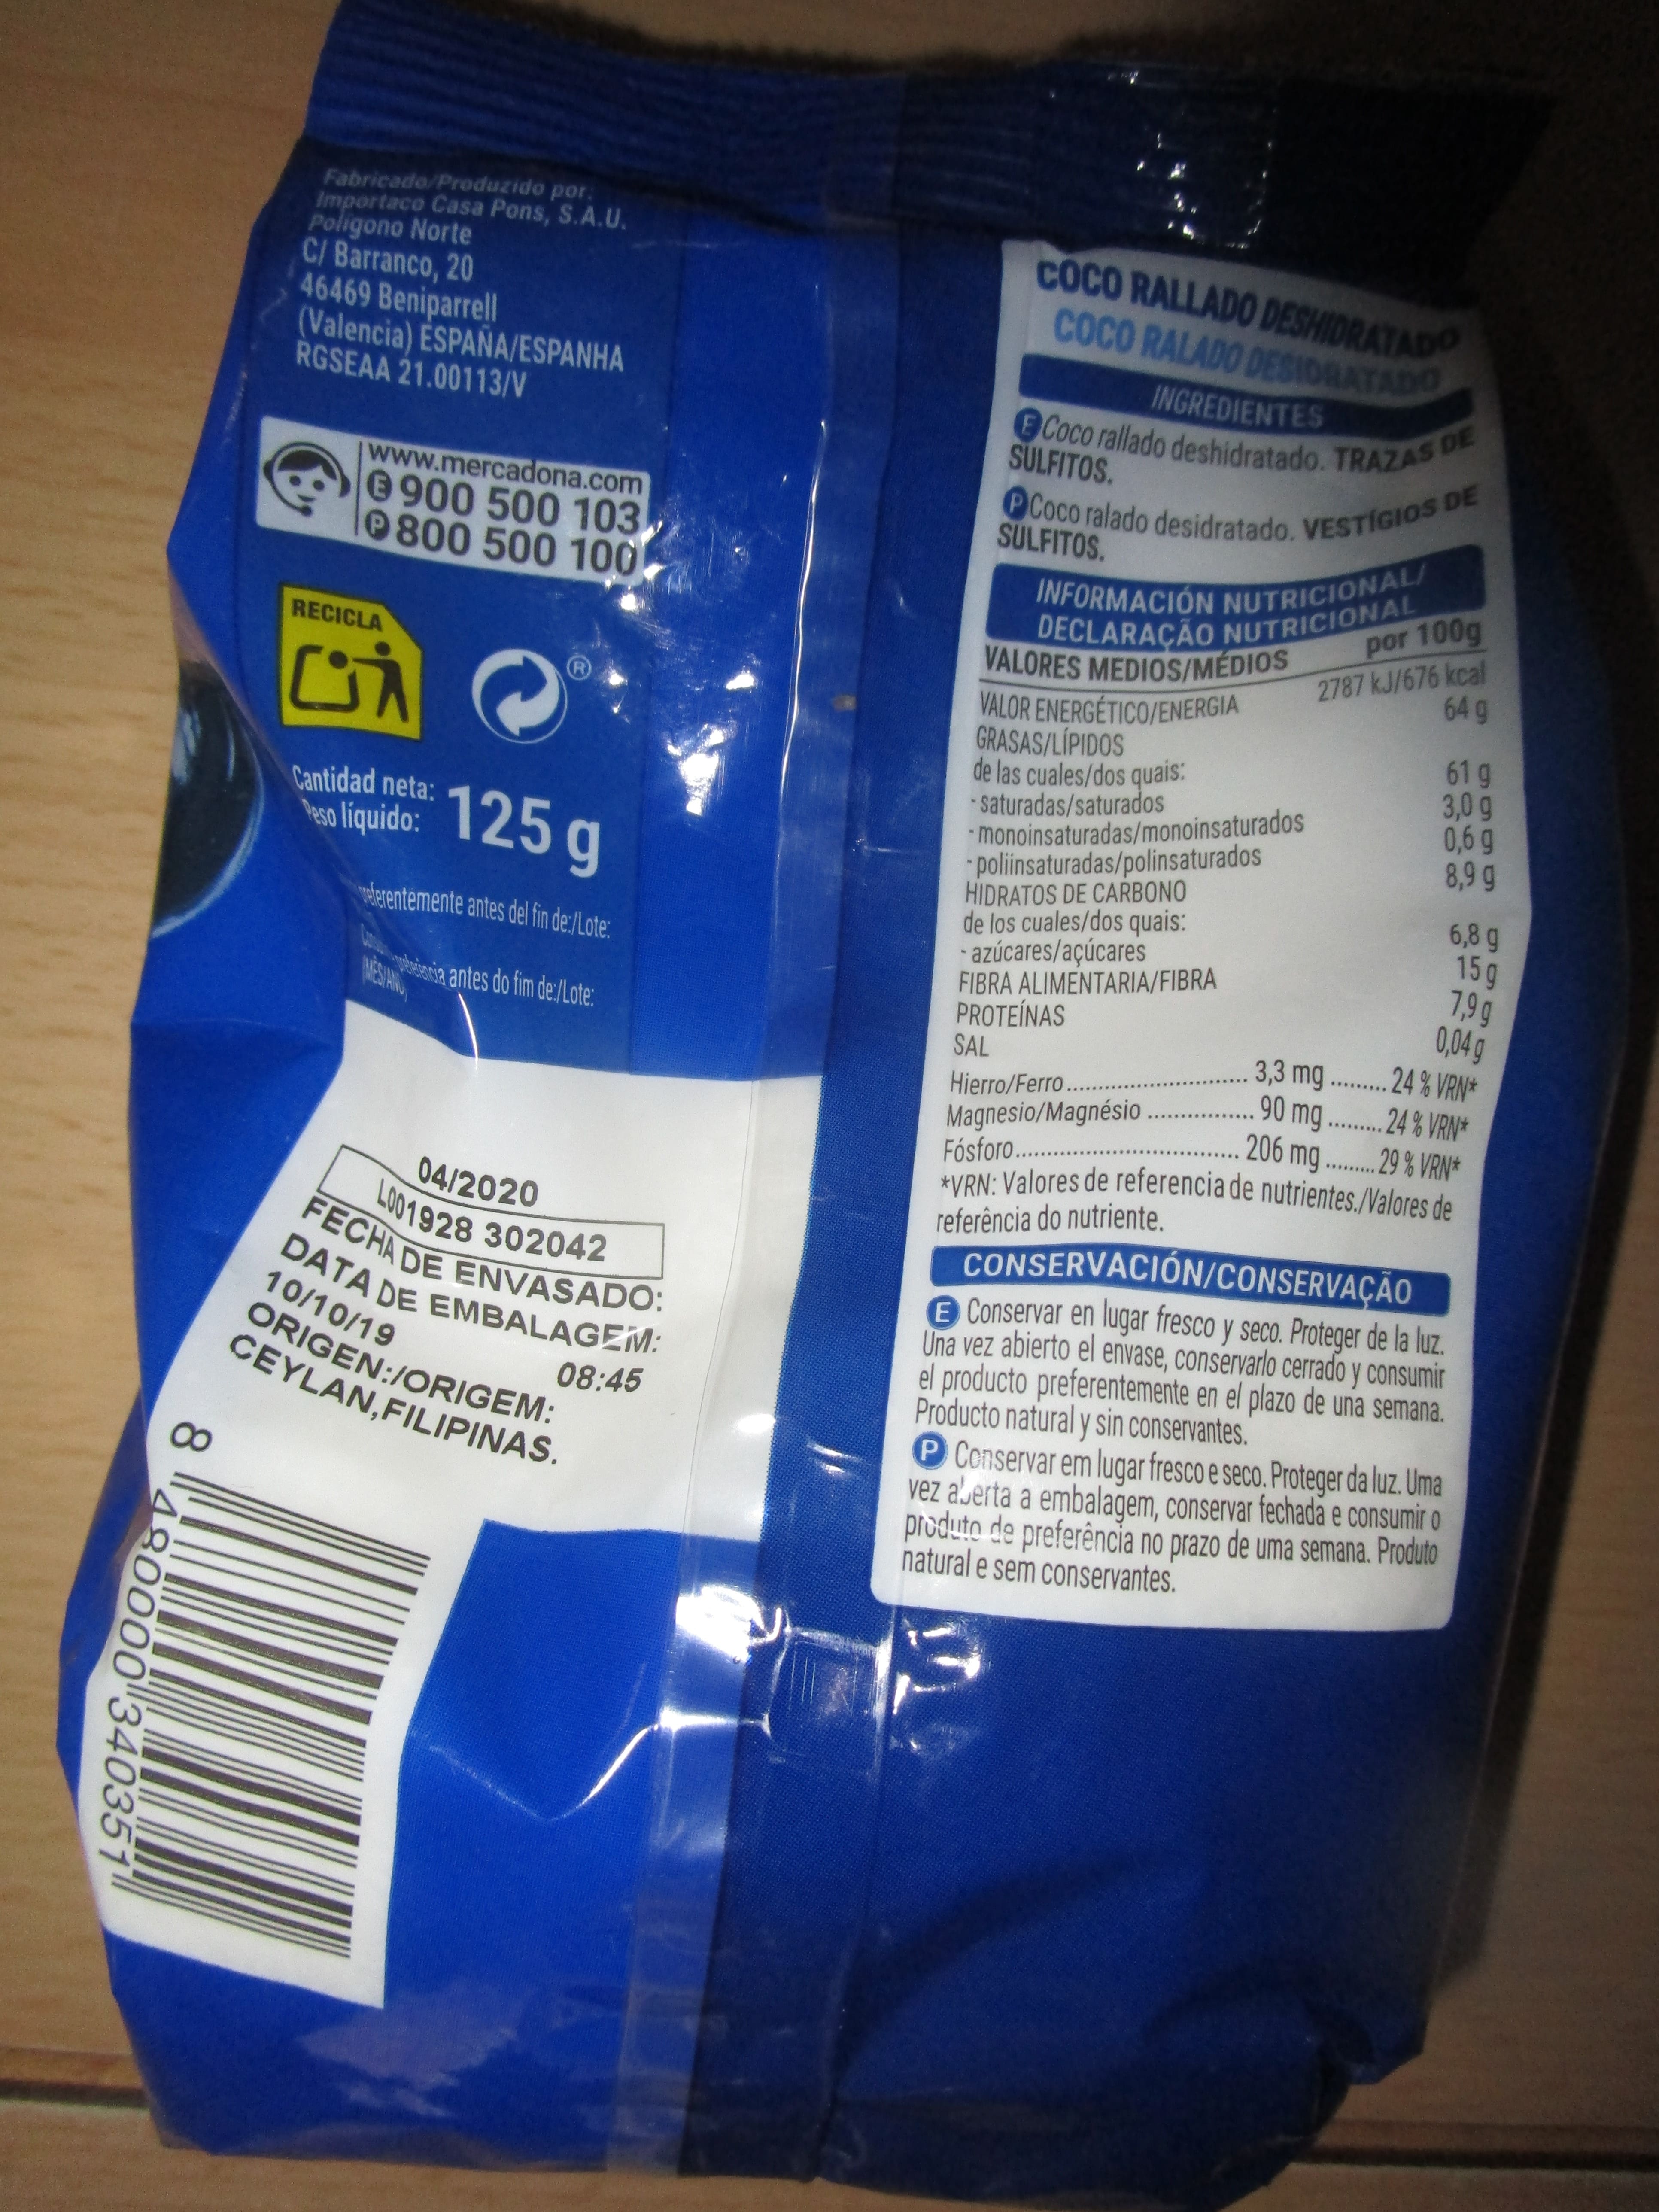 Fabricado/Produzido por:
Importaco Casa Pons, S.A.U.
Polígono Norte
C/ Barranco, 20
46469 Beniparrell
(Valencia) ESPAÑA/ESPANHA
RGSEAA 21.00113/V
www.mercadona.com
E 900 500 103
P 800 500 100
RECICLA
®
Cantidad neta:
Peso líquido:
125 g
antes del fin de:/Lote:
antes do fim de:/Lote:
(MÊS/ANO)
04/2020
L001928 302042
FECHA DE ENVASADO:
DATA DE EMBALAGEM:
10/10/19 08:45
ORIGEN:/ORIGEM:
CEYLAN,FILIPINAS.
8 480000 340351
COCO RALLADO DESHIDRATADO
COCO RALADO DESIDRATADO
INGREDIENTES
E Coco rallado deshidratado. TRAZAS DE
SULFITOS.
P Coco ralado desidratado. VESTÍGIOS DE
SULFITOS.
INFORMACIÓN NUTRICIONAL/
DECLARAÇÃO NUTRICIONAL
VALORES MEDIOS/MÉDIOS por 100g
VALOR ENERGÉTICO/ENERGIA 2787 kJ/676 kcal
GRASAS/LÍPIDOS 64 g
de las cuales/dos quais:
- saturadas/saturados 61 g
- monoinsaturadas/monoinsaturados 3,0 g
- poliinsaturadas/polinsaturados 0,6 g
HIDRATOS DE CARBONO 8,9 g
de los cuales/dos quais:
- azúcares/açúcares 6,8 g
FIBRA ALIMENTARIA/FIBRA 15 g
PROTEÍNAS 7,9 g
SAL 0,04 g
Hierro/Ferro........................ 3,3 mg ......... 24 % VRN*
Magnesio/Magnésio .............. 90 mg ......... 24 % VRN*
Fósforo............................. 206 mg ......... 29 % VRN*
*VRN: Valores de referencia de nutrientes./Valores de
referência do nutriente.
CONSERVACIÓN/CONSERVAÇÃO
E Conservar en lugar fresco y seco. Proteger de la luz.
Una vez abierto el envase, conservarlo cerrado y consumir
el producto preferentemente en el plazo de una semana.
Producto natural y sin conservantes.
P Conservar em lugar fresco e seco. Proteger da luz. Uma
vez aberta a embalagem, conservar fechada e consumir o
produto de preferência no prazo de uma semana. Produto
natural e sem conservantes.